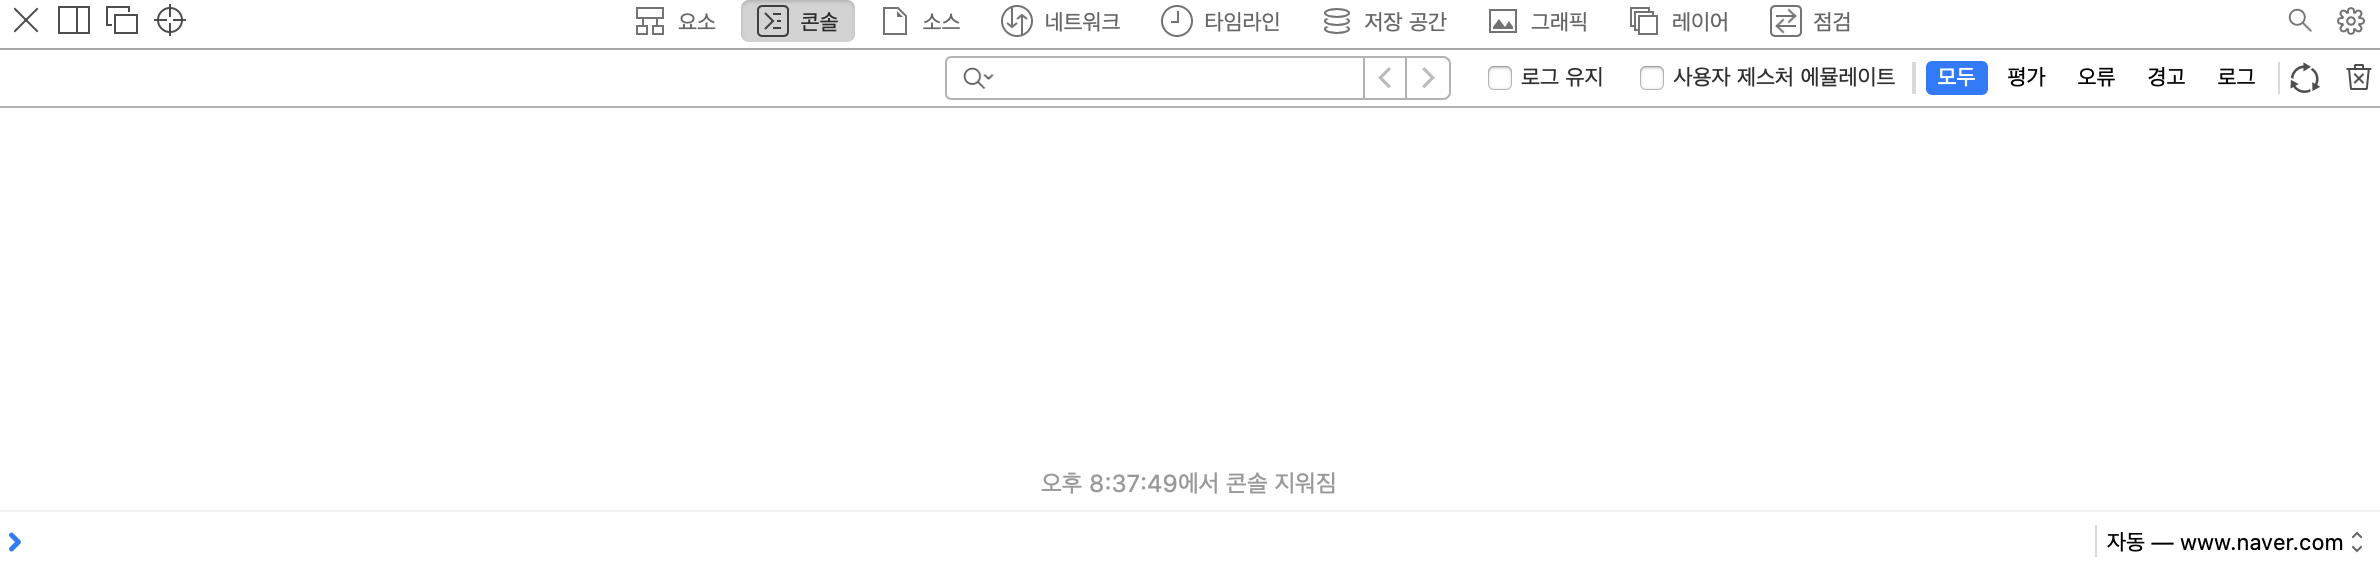 요소 콘솔 소스 네트워크 타임라인 저장 공간 그래픽 레이어 점검
로그 유지 사용자 제스처 에뮬레이트 모두 평가 오류 경고 로그
오후 8:37:49에서 콘솔 지워짐
자동 — www.naver.com